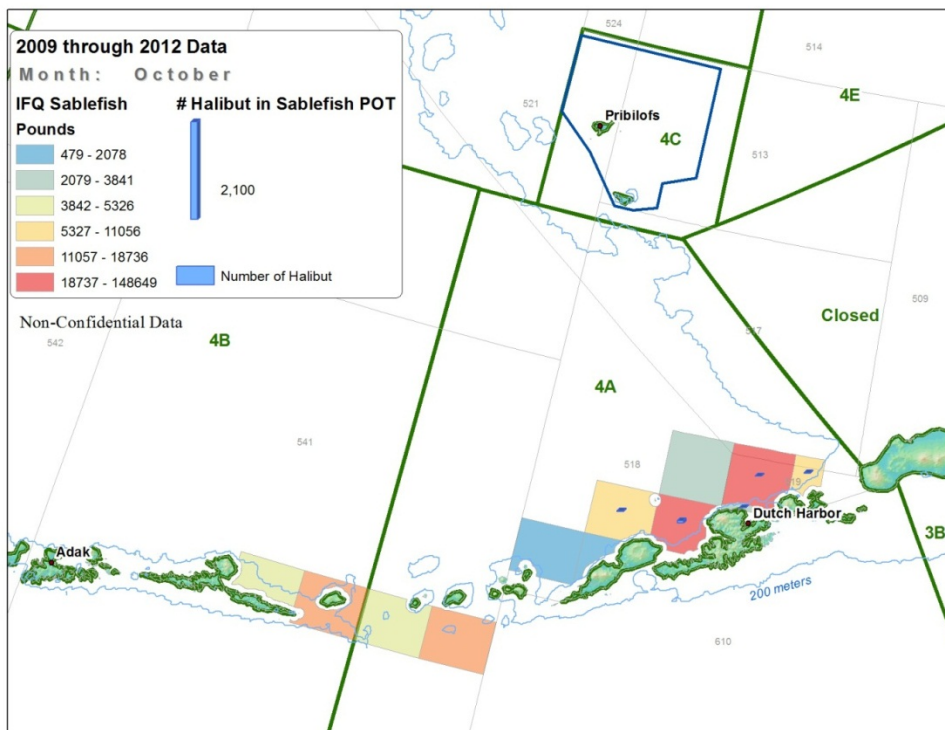 2009 through 2012 Data
Month: October
IFQ Sablefish
Pounds
479 - 2078
2079 - 3841
3842 - 5326
5327 - 11056
11057 - 18736
18737 - 148649
# Halibut in Sablefish POT
2,100
Number of Halibut
Non-Confidential Data
524
514
521
4E
Pribilofs
4C
513
509
Closed
517
542
4B
4A
541
518
19
Dutch Harbor
3B
Adak
200 meters
610